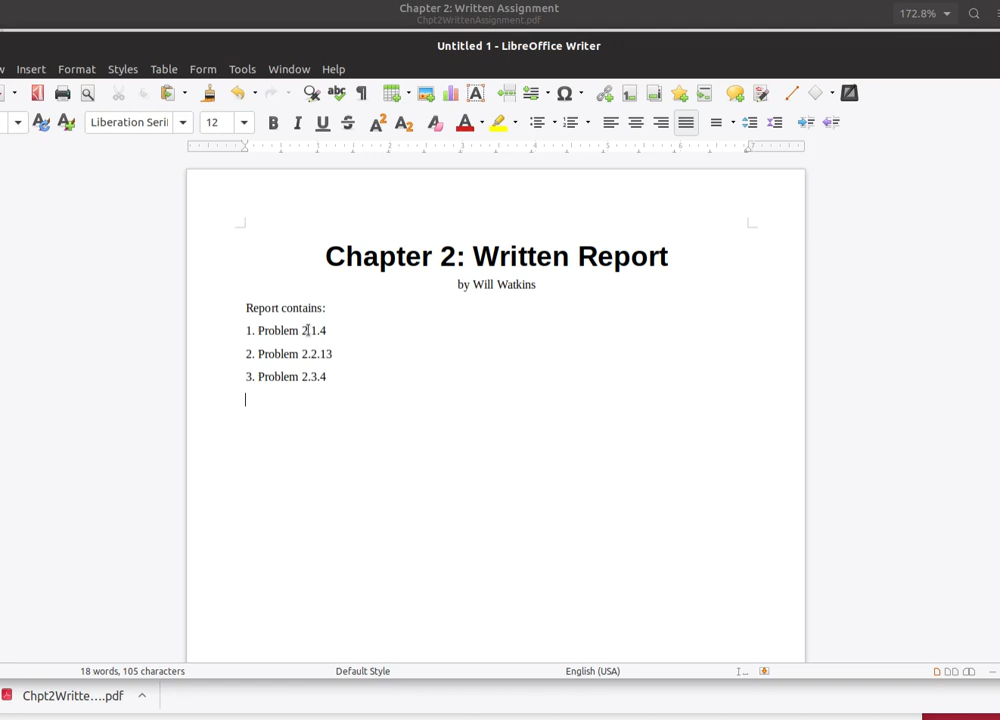 Chapter 2: Written Assignment
Chpt2WrittenAssignment.pdf
172.8%
Untitled 1 - LibreOffice Writer
w Insert Format Styles Table Form Tools Window Help
Liberation Seri 12
Chapter 2: Written Report
by Will Watkins
Report contains:
1. Problem 2.1.4
2. Problem 2.2.13
3. Problem 2.3.4
18 words, 105 characters Default Style English (USA)
Chpt2Writte....pdf